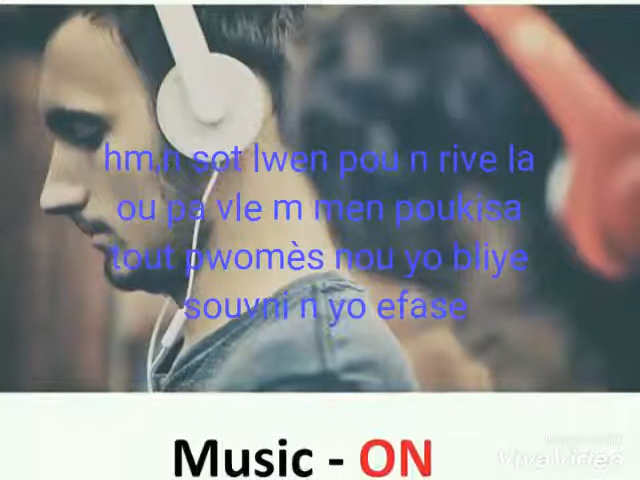 hm,n sot lwen pou n rive la
ou pa vle m men poukisa
tout pwomès nou yo bliye
souvni n yo efase
Music - ON
VivaVideo